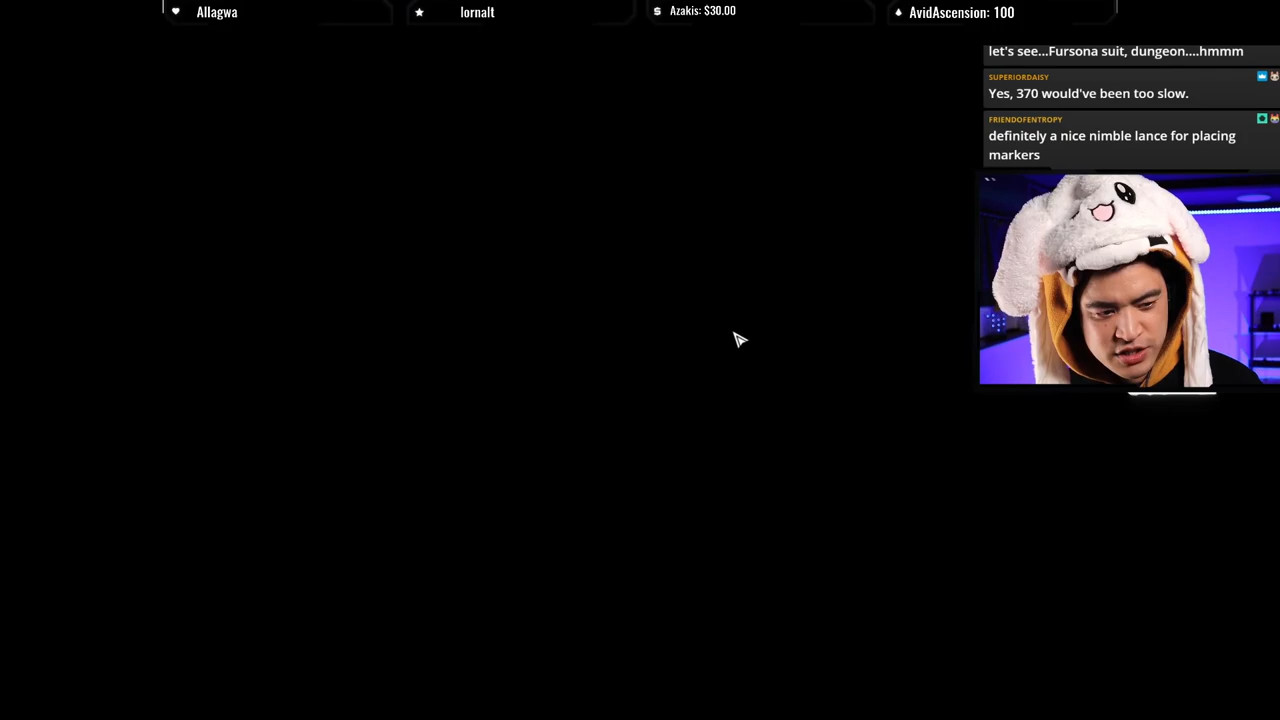 Allagwa
lornalt
Azakis: $30.00
AvidAscension: 100
let's see...Fursona suit, dungeon....hmmm
SUPERIORDAISY
Yes, 370 would've been too slow.
FRIENDOFENTROPY
definitely a nice nimble lance for placing
markers